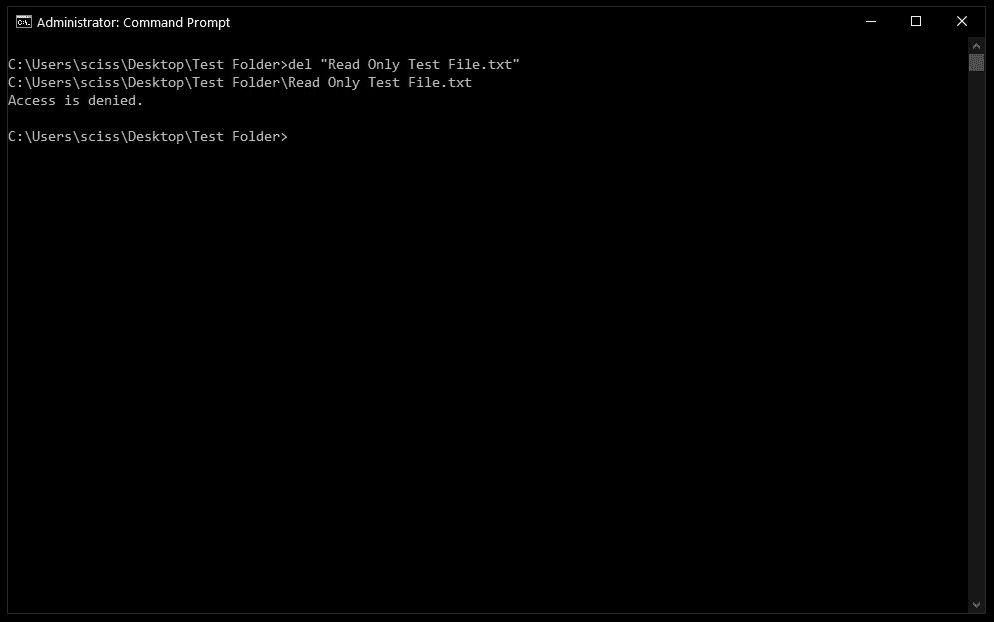 Administrator: Command Prompt
C:\Users\sciss\Desktop\Test Folder>del "Read Only Test File.txt"
C:\Users\sciss\Desktop\Test Folder\Read Only Test File.txt
Access is denied.
C:\Users\sciss\Desktop\Test Folder>